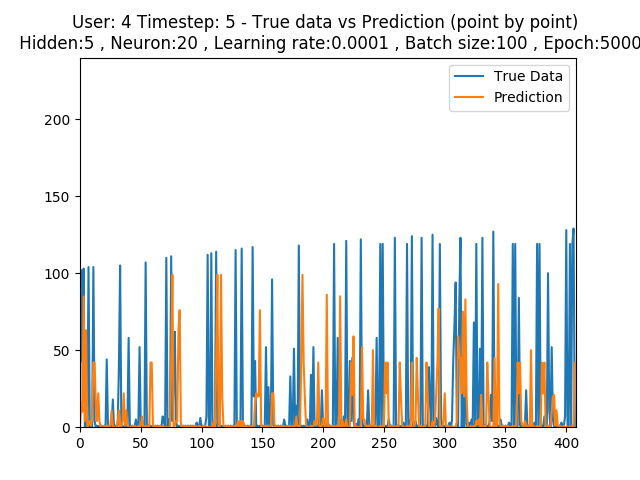 User: 4 Timestep: 5 - True data vs Prediction (point by point)
Hidden:5 , Neuron:20 , Learning rate:0.0001 , Batch size:100 , Epoch:5000
True Data
Prediction
200
150
100
50
0
0 50 100 150 200 250 300 350 400